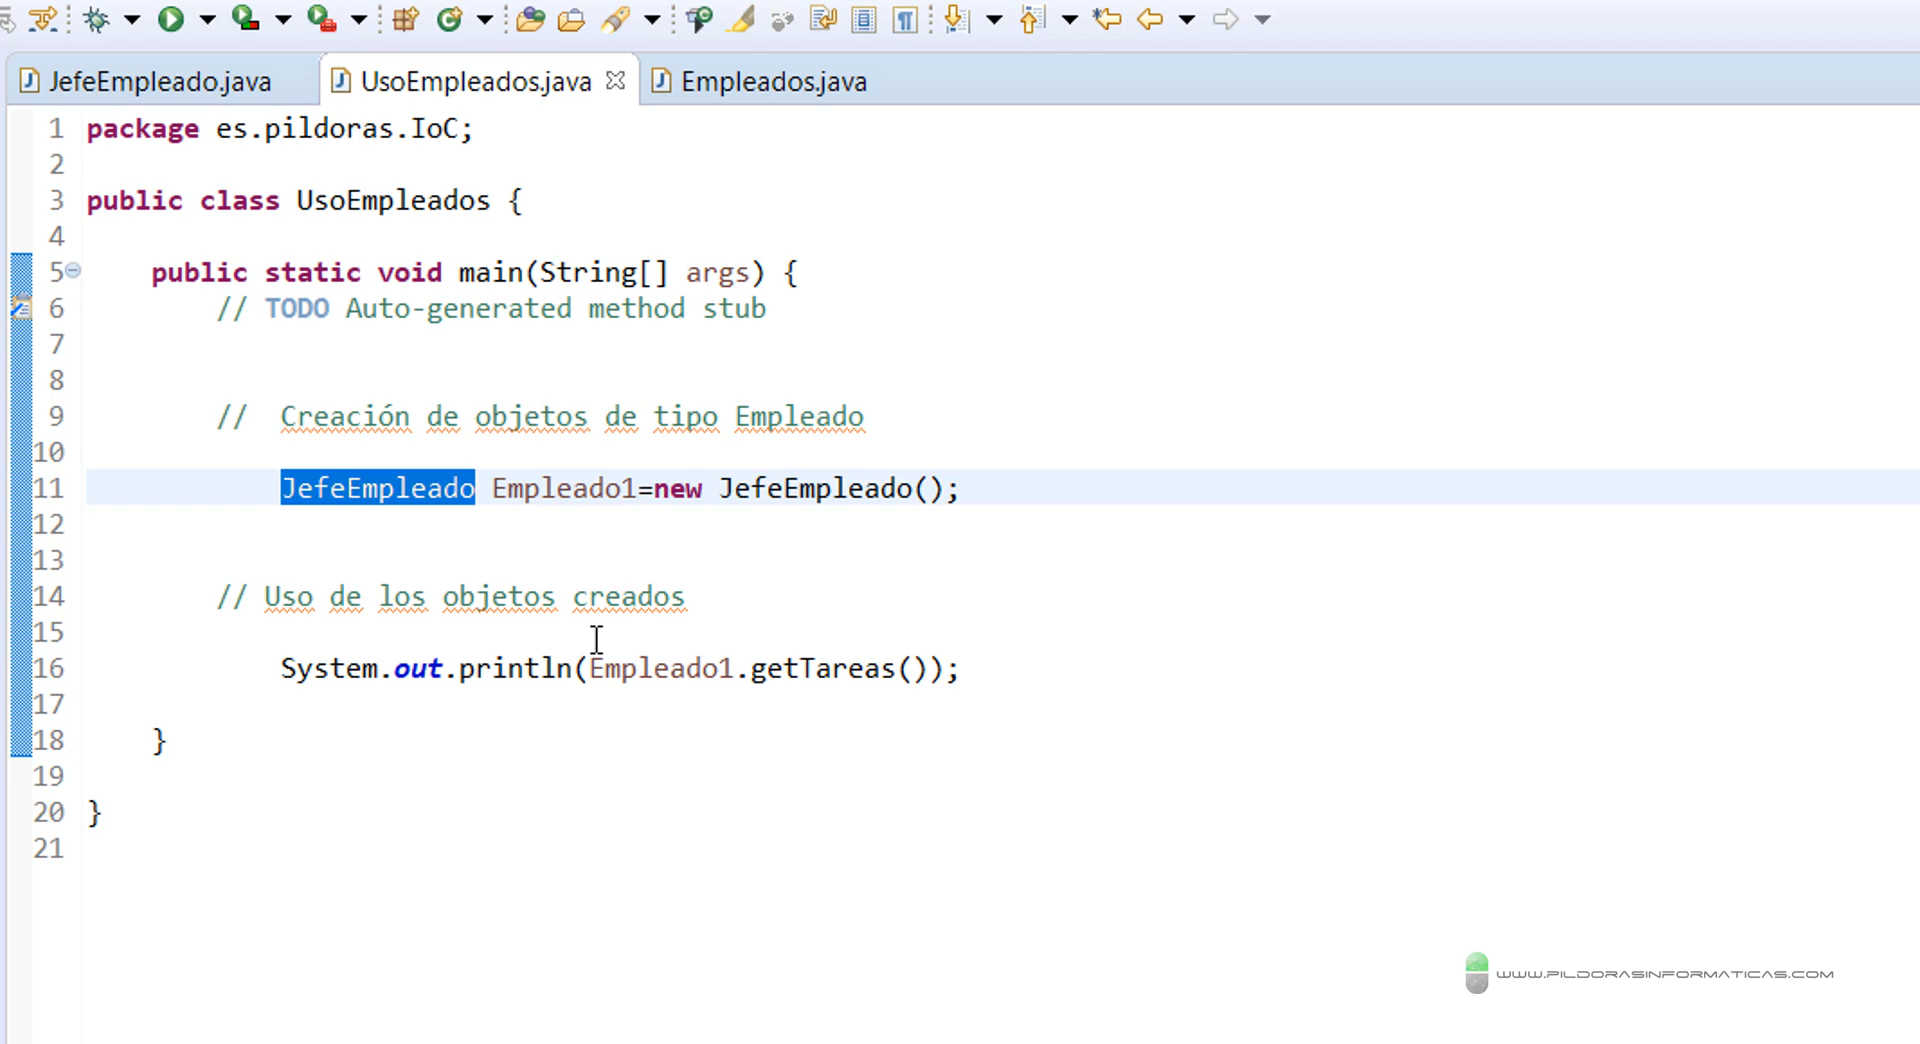 JefeEmpleado.java UsoEmpleados.java Empleados.java
1 package es.pildoras.IoC;
2
3 public class UsoEmpleados {
4
5 public static void main(String[] args) {
6 // TODO Auto-generated method stub
7
8
9 // Creación de objetos de tipo Empleado
10
11 JefeEmpleado Empleado1=new JefeEmpleado();
12
13
14 // Uso de los objetos creados
15
16 System.out.println(Empleado1.getTareas());
17
18 }
19
20 }
21
WWW.PILDORASINFORMATICAS.COM